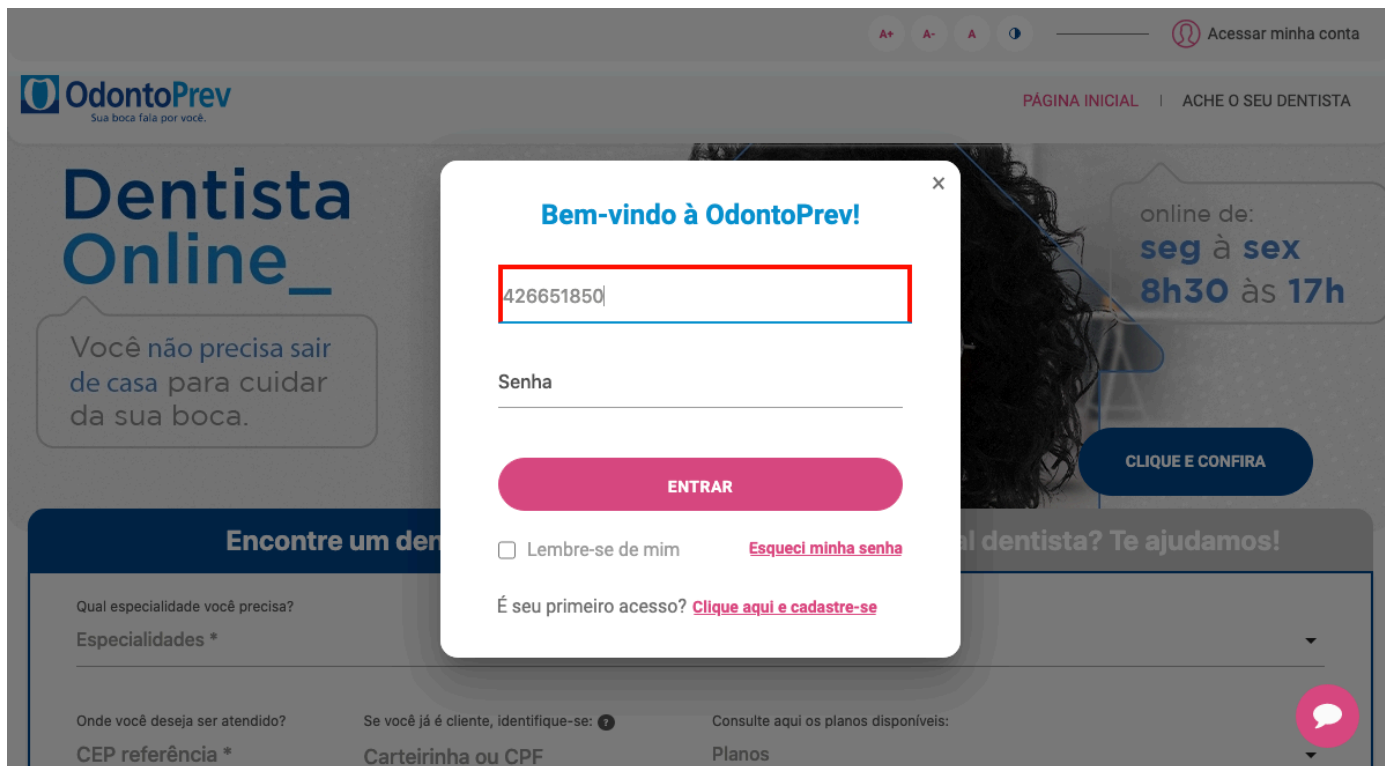 A+ A- A Acessar minha conta
OdontoPrev
Sua boca fala por você.
PÁGINA INICIAL | ACHE O SEU DENTISTA
Dentista
Online_
Você não precisa sair
de casa para cuidar
da sua boca.
online de:
seg à sex
8h30 às 17h
CLIQUE E CONFIRA
×
Bem-vindo à OdontoPrev!
426651850
Senha
ENTRAR
Lembre-se de mim Esqueci minha senha
É seu primeiro acesso? Clique aqui e cadastre-se
Encontre um den
al dentista? Te ajudamos!
Qual especialidade você precisa?
Especialidades *
Onde você deseja ser atendido? Se você já é cliente, identifique-se: ? Consulte aqui os planos disponíveis:
CEP referência * Carteirinha ou CPF Planos